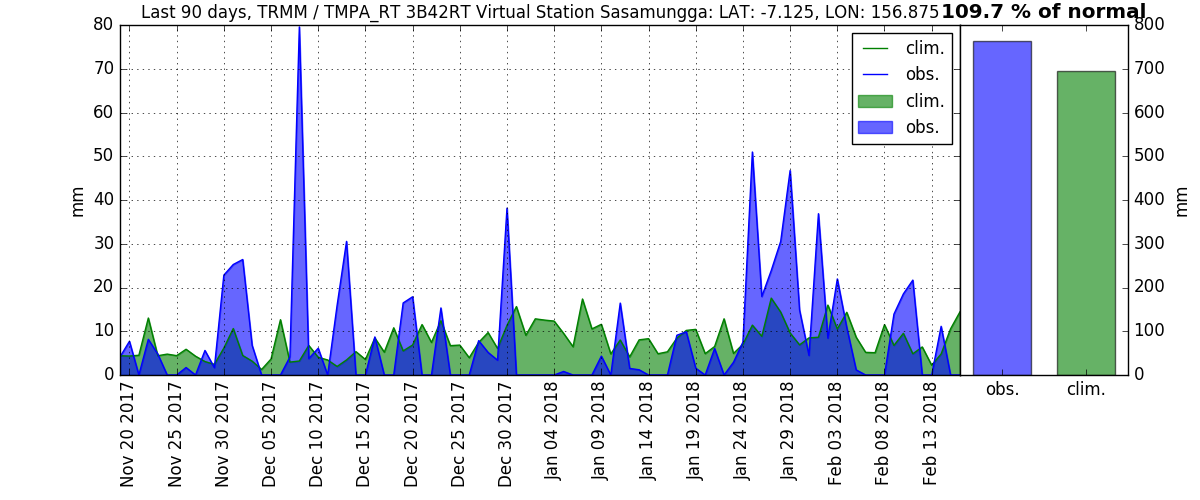 Last 90 days, TRMM / TMPA_RT 3B42RT Virtual Station Sasamungga: LAT: -7.125, LON: 156.875 109.7 % of normal
80
70
60
50
40
30
20
10
0
mm
clim.
obs.
clim.
obs.
800
700
600
500
400
300
200
100
0
mm
obs.
clim.
Nov 20 2017
Nov 25 2017
Nov 30 2017
Dec 05 2017
Dec 10 2017
Dec 15 2017
Dec 20 2017
Dec 25 2017
Dec 30 2017
Jan 04 2018
Jan 09 2018
Jan 14 2018
Jan 19 2018
Jan 24 2018
Jan 29 2018
Feb 03 2018
Feb 08 2018
Feb 13 2018